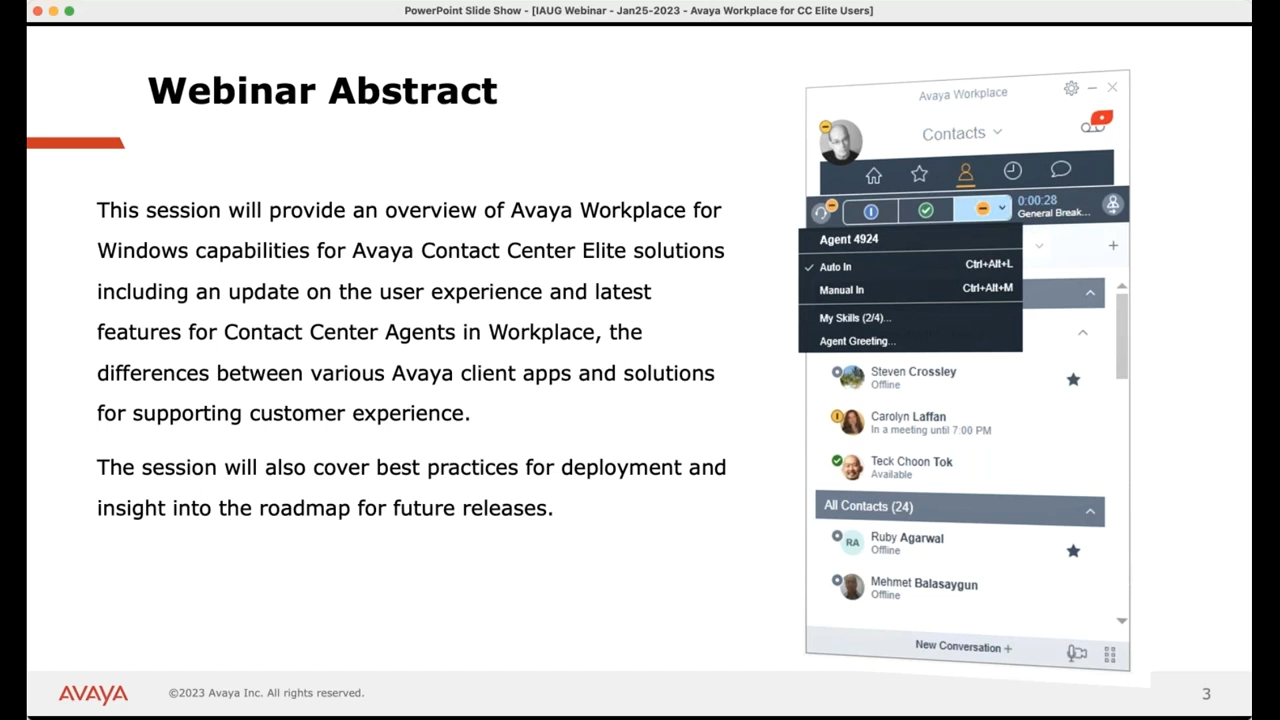 PowerPoint Slide Show - [IAUG Webinar - Jan25-2023 - Avaya Workplace for CC Elite Users]
Webinar Abstract
This session will provide an overview of Avaya Workplace for
Windows capabilities for Avaya Contact Center Elite solutions
including an update on the user experience and latest
features for Contact Center Agents in Workplace, the
differences between various Avaya client apps and solutions
for supporting customer experience.
The session will also cover best practices for deployment and
insight into the roadmap for future releases.
Avaya Workplace
Contacts
0:00:28
General Break...
Agent 4924
Auto In Ctrl+Alt+L
Manual In Ctrl+Alt+M
My Skills (2/4)...
Agent Greeting...
Steven Crossley
Offline
Carolyn Laffan
In a meeting until 7:00 PM
Teck Choon Tok
Available
All Contacts (24)
RA
Ruby Agarwal
Offline
Mehmet Balasaygun
Offline
New Conversation +
AVAYA
©2023 Avaya Inc. All rights reserved.
3